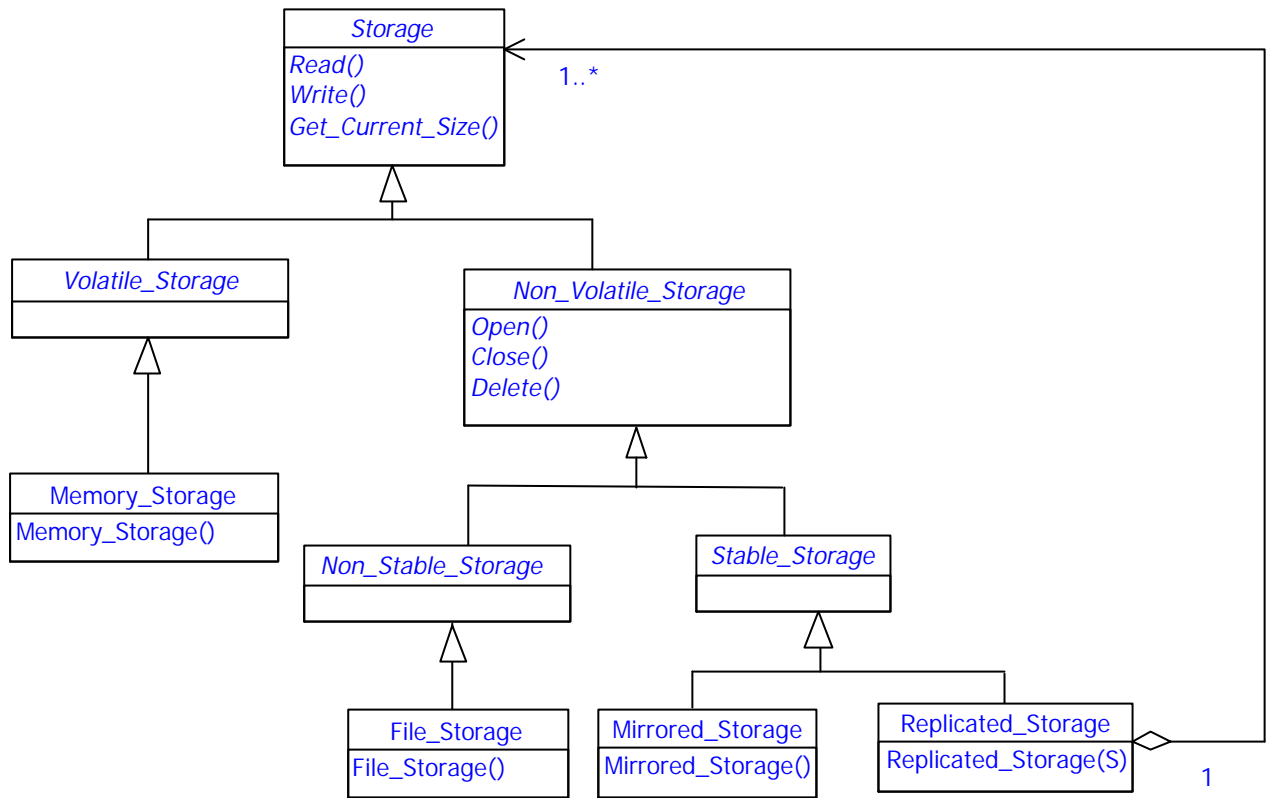 Storage
Read()
Write()
Get_Current_Size()
1..*
Volatile_Storage
Non_Volatile_Storage
Open()
Close()
Delete()
Memory_Storage
Memory_Storage()
Non_Stable_Storage
Stable_Storage
File_Storage
File_Storage()
Mirrored_Storage
Mirrored_Storage()
Replicated_Storage
Replicated_Storage(S)
1